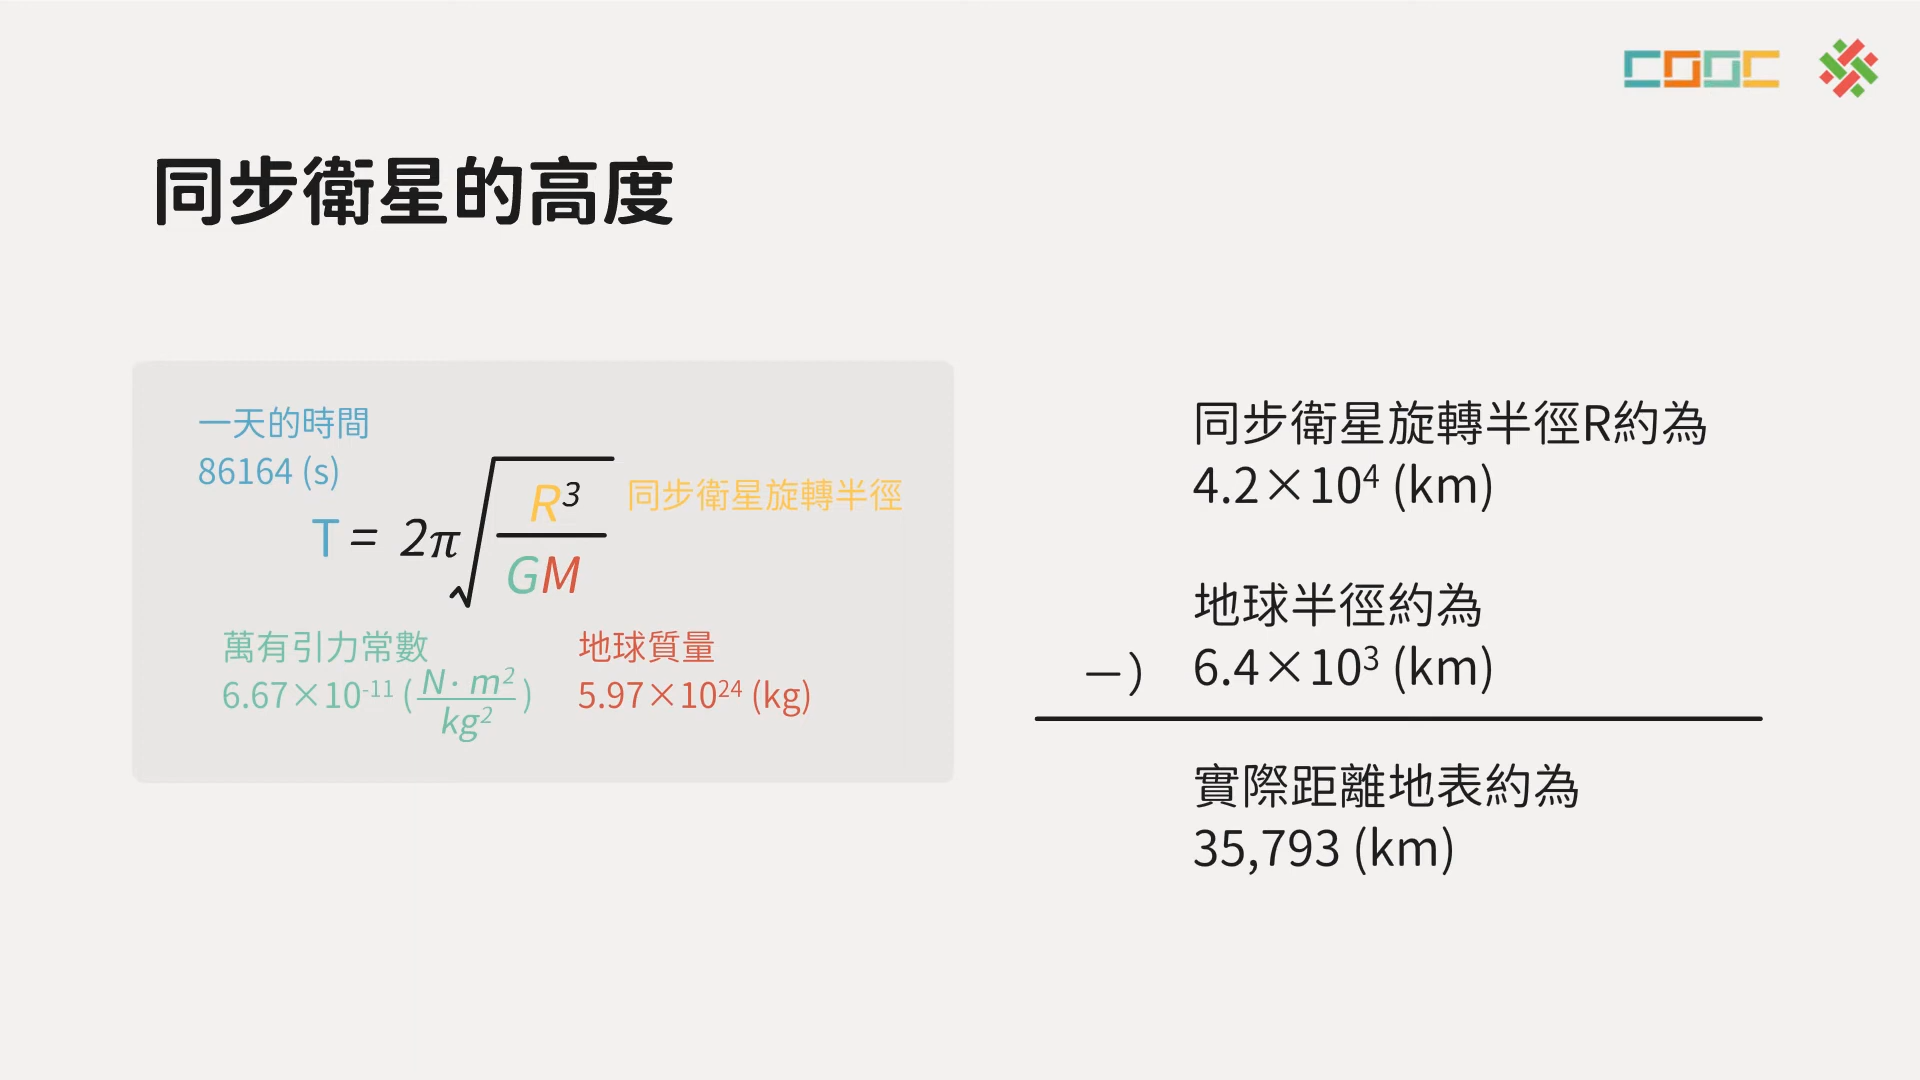 COOC
同步衛星的高度
一天的時間
86164 (s)
T = 2π√(R³/GM)
同步衛星旋轉半徑
萬有引力常數
6.67×10⁻¹¹ (N·m²/kg²)
地球質量
5.97×10²⁴ (kg)
同步衛星旋轉半徑R約為
4.2×10⁴ (km)
地球半徑約為
—) 6.4×10³ (km)
實際距離地表約為
35,793 (km)